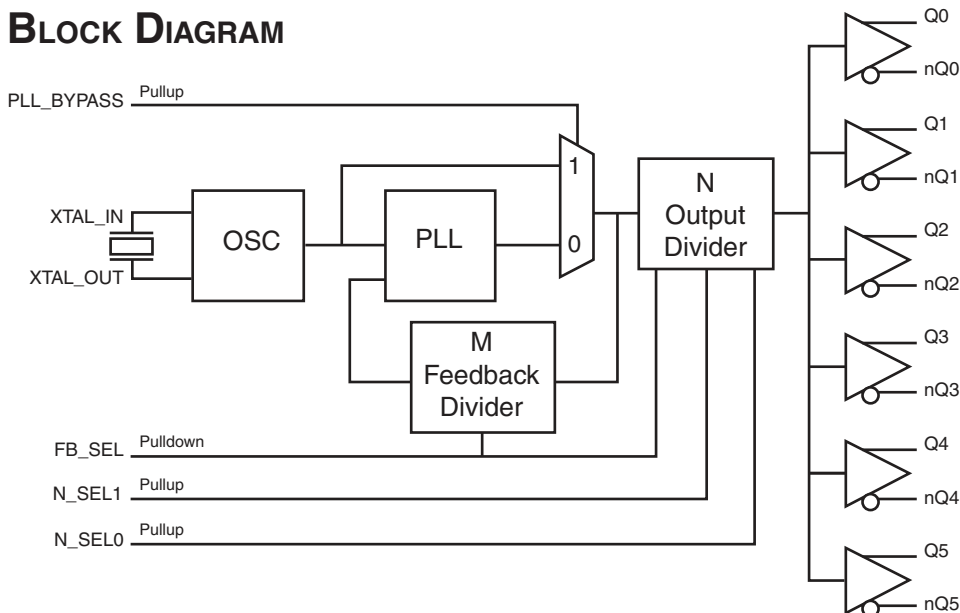 BLOCK DIAGRAM
PLL_BYPASS Pullup
XTAL_IN
XTAL_OUT
OSC
PLL
1
0
M
Feedback
Divider
N
Output
Divider
FB_SEL Pulldown
N_SEL1 Pullup
N_SEL0 Pullup
Q0
nQ0
Q1
nQ1
Q2
nQ2
Q3
nQ3
Q4
nQ4
Q5
nQ5